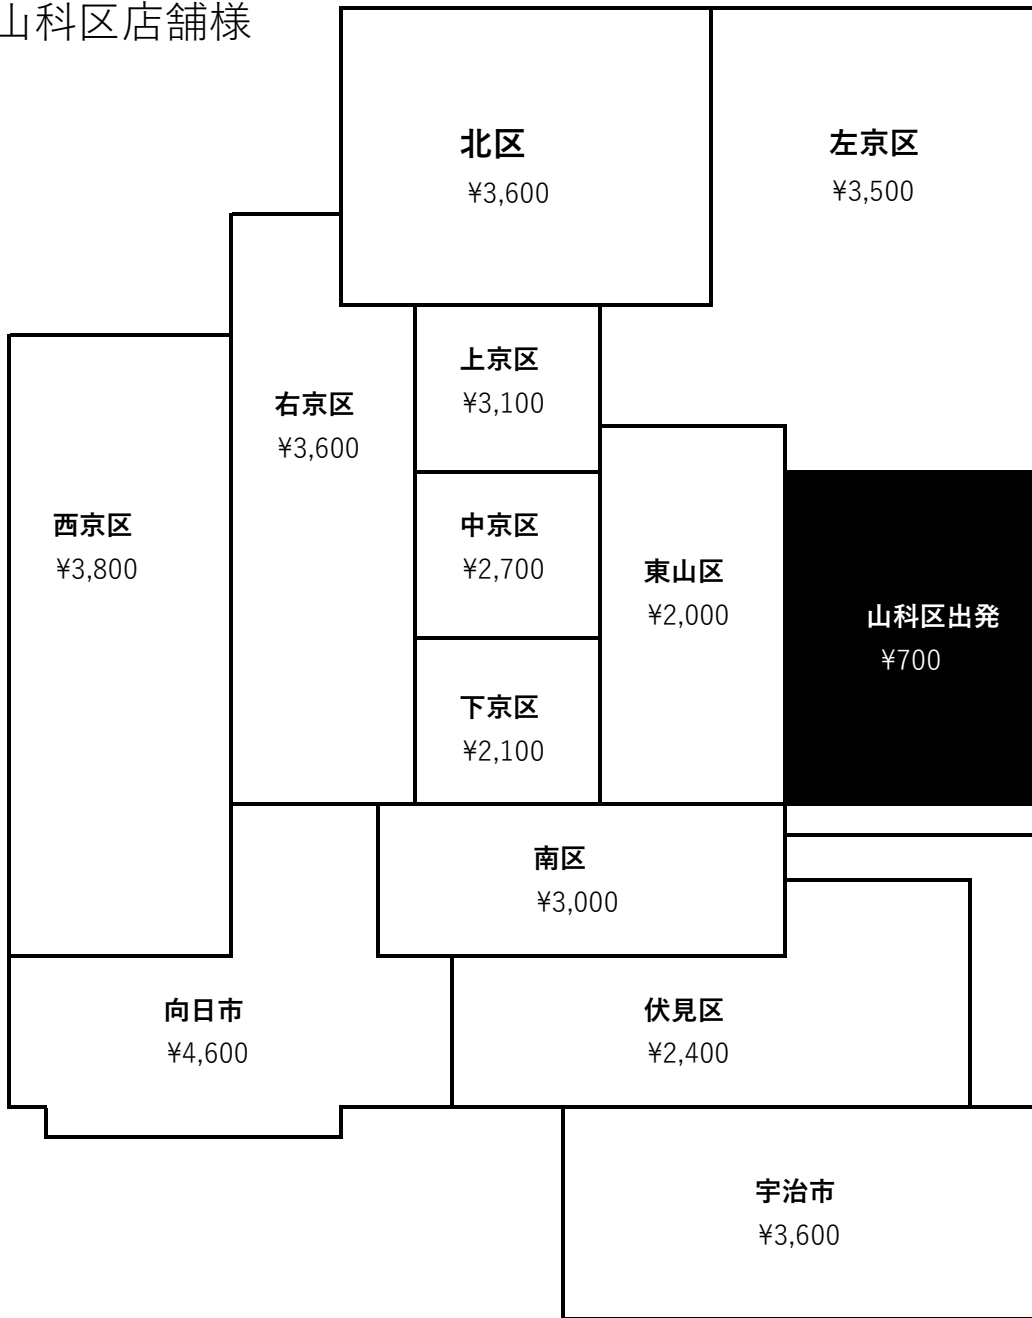 山科区店舗様
北区
¥3,600
左京区
¥3,500
上京区
¥3,100
右京区
¥3,600
西京区
¥3,800
中京区
¥2,700
東山区
¥2,000
山科区出発
¥700
下京区
¥2,100
南区
¥3,000
向日市
¥4,600
伏見区
¥2,400
宇治市
¥3,600